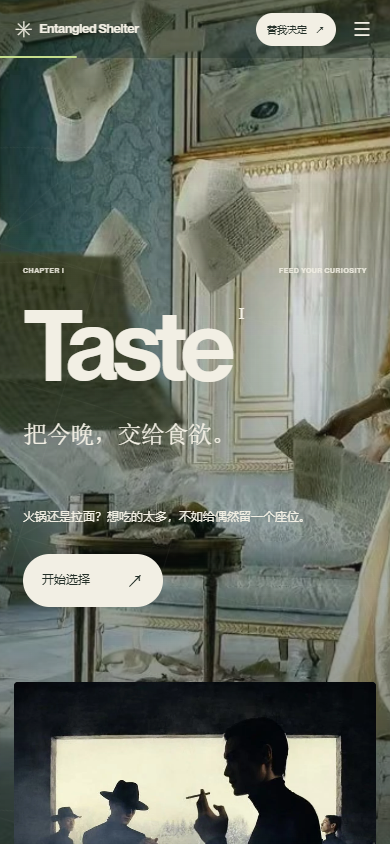 Entangled Shelter
替我决定 ↗
CHAPTER I
FEED YOUR CURIOSITY
Taste I
把今晚，交给食欲。
火锅还是拉面？想吃的太多，不如给偶然留一个座位。
开始选择 ↗